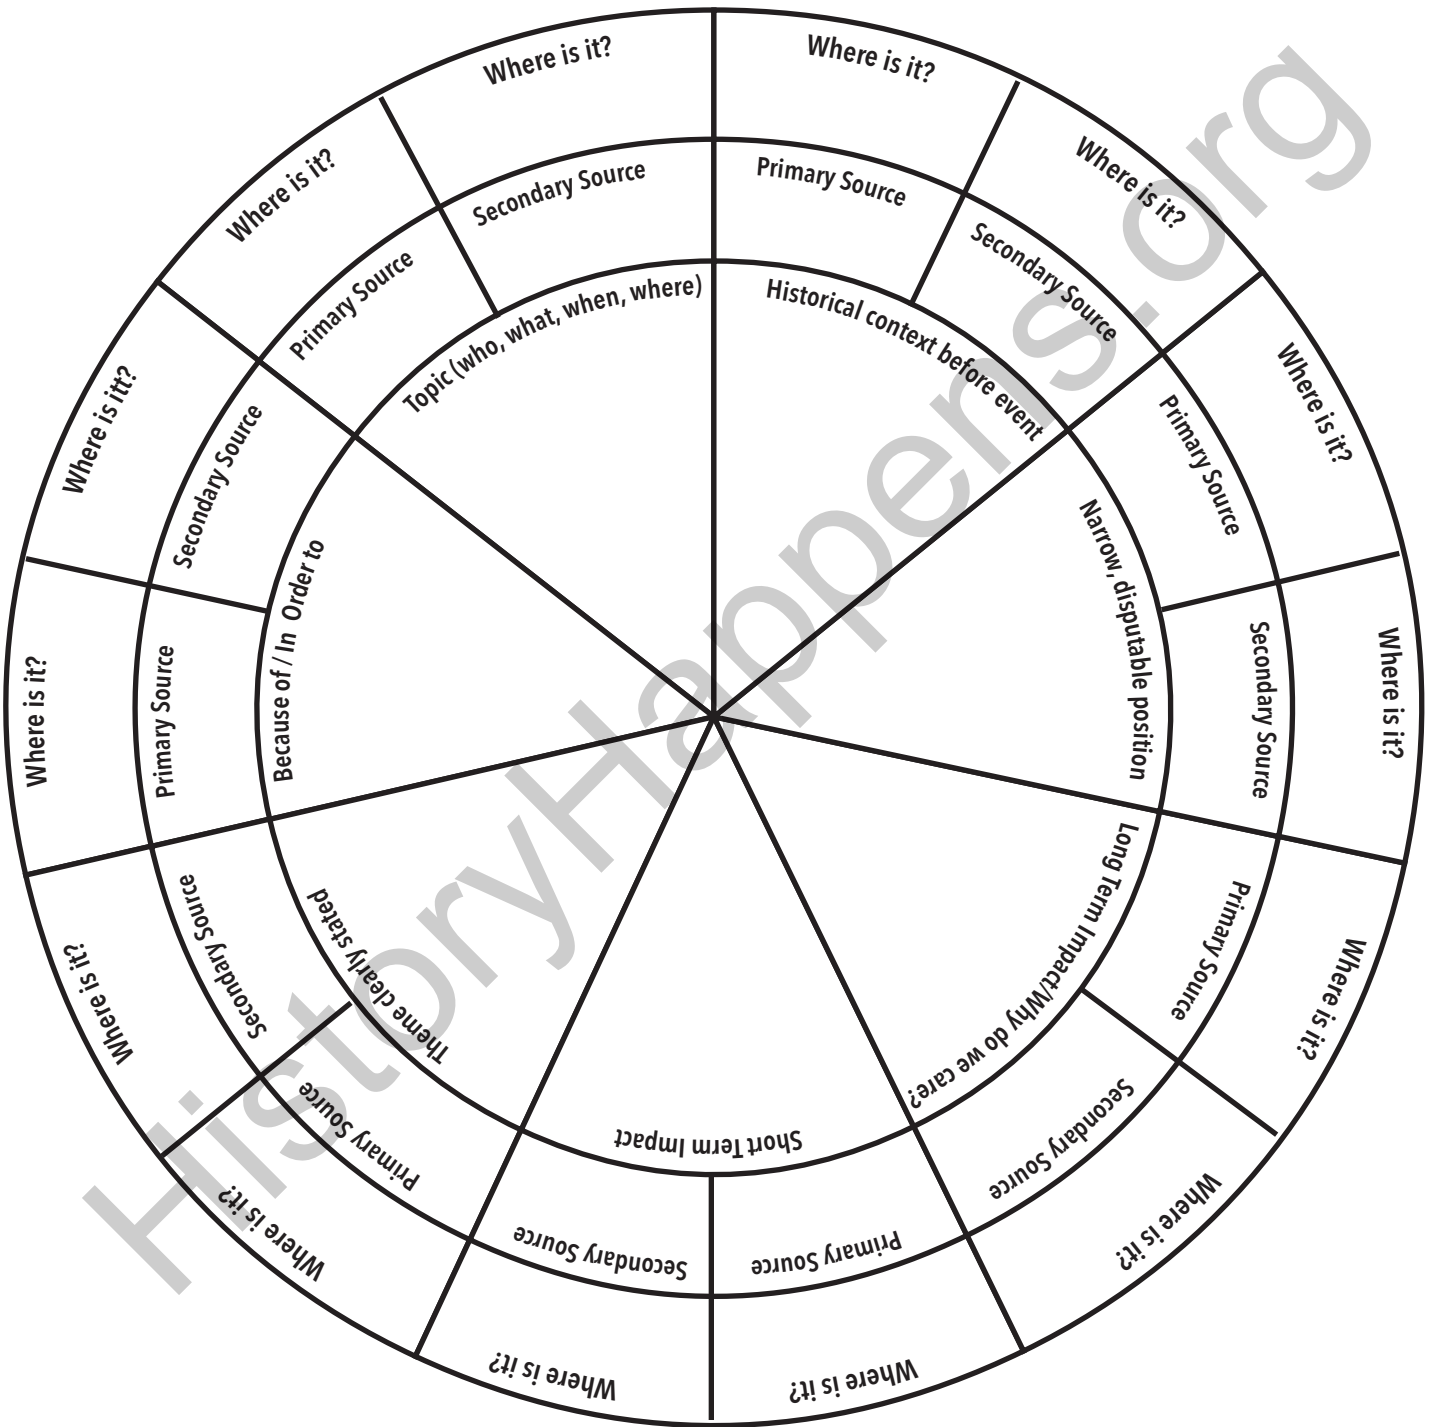 Where is it?
Where is it?
Where is it?
Where is it?
Where is it?
Where is it?
Where is it?
Where is it?
Where is it?
Where is it?
Where is it?
Where is it?
Where is itt?
Where is it?
Primary Source
Secondary Source
Primary Source
Secondary Source
Primary Source
Secondary Source
Primary Source
Secondary Source
Primary Source
Secondary Source
Primary Source
Secondary Source
Primary Source
Secondary Source
Topic (who, what, when, where)
Historical context before event
Narrow, disputable position
Long Term Impact/Why do we care?
Short Term Impact
Theme clearly stated
Because of / In Order to
HistoryHappens.org